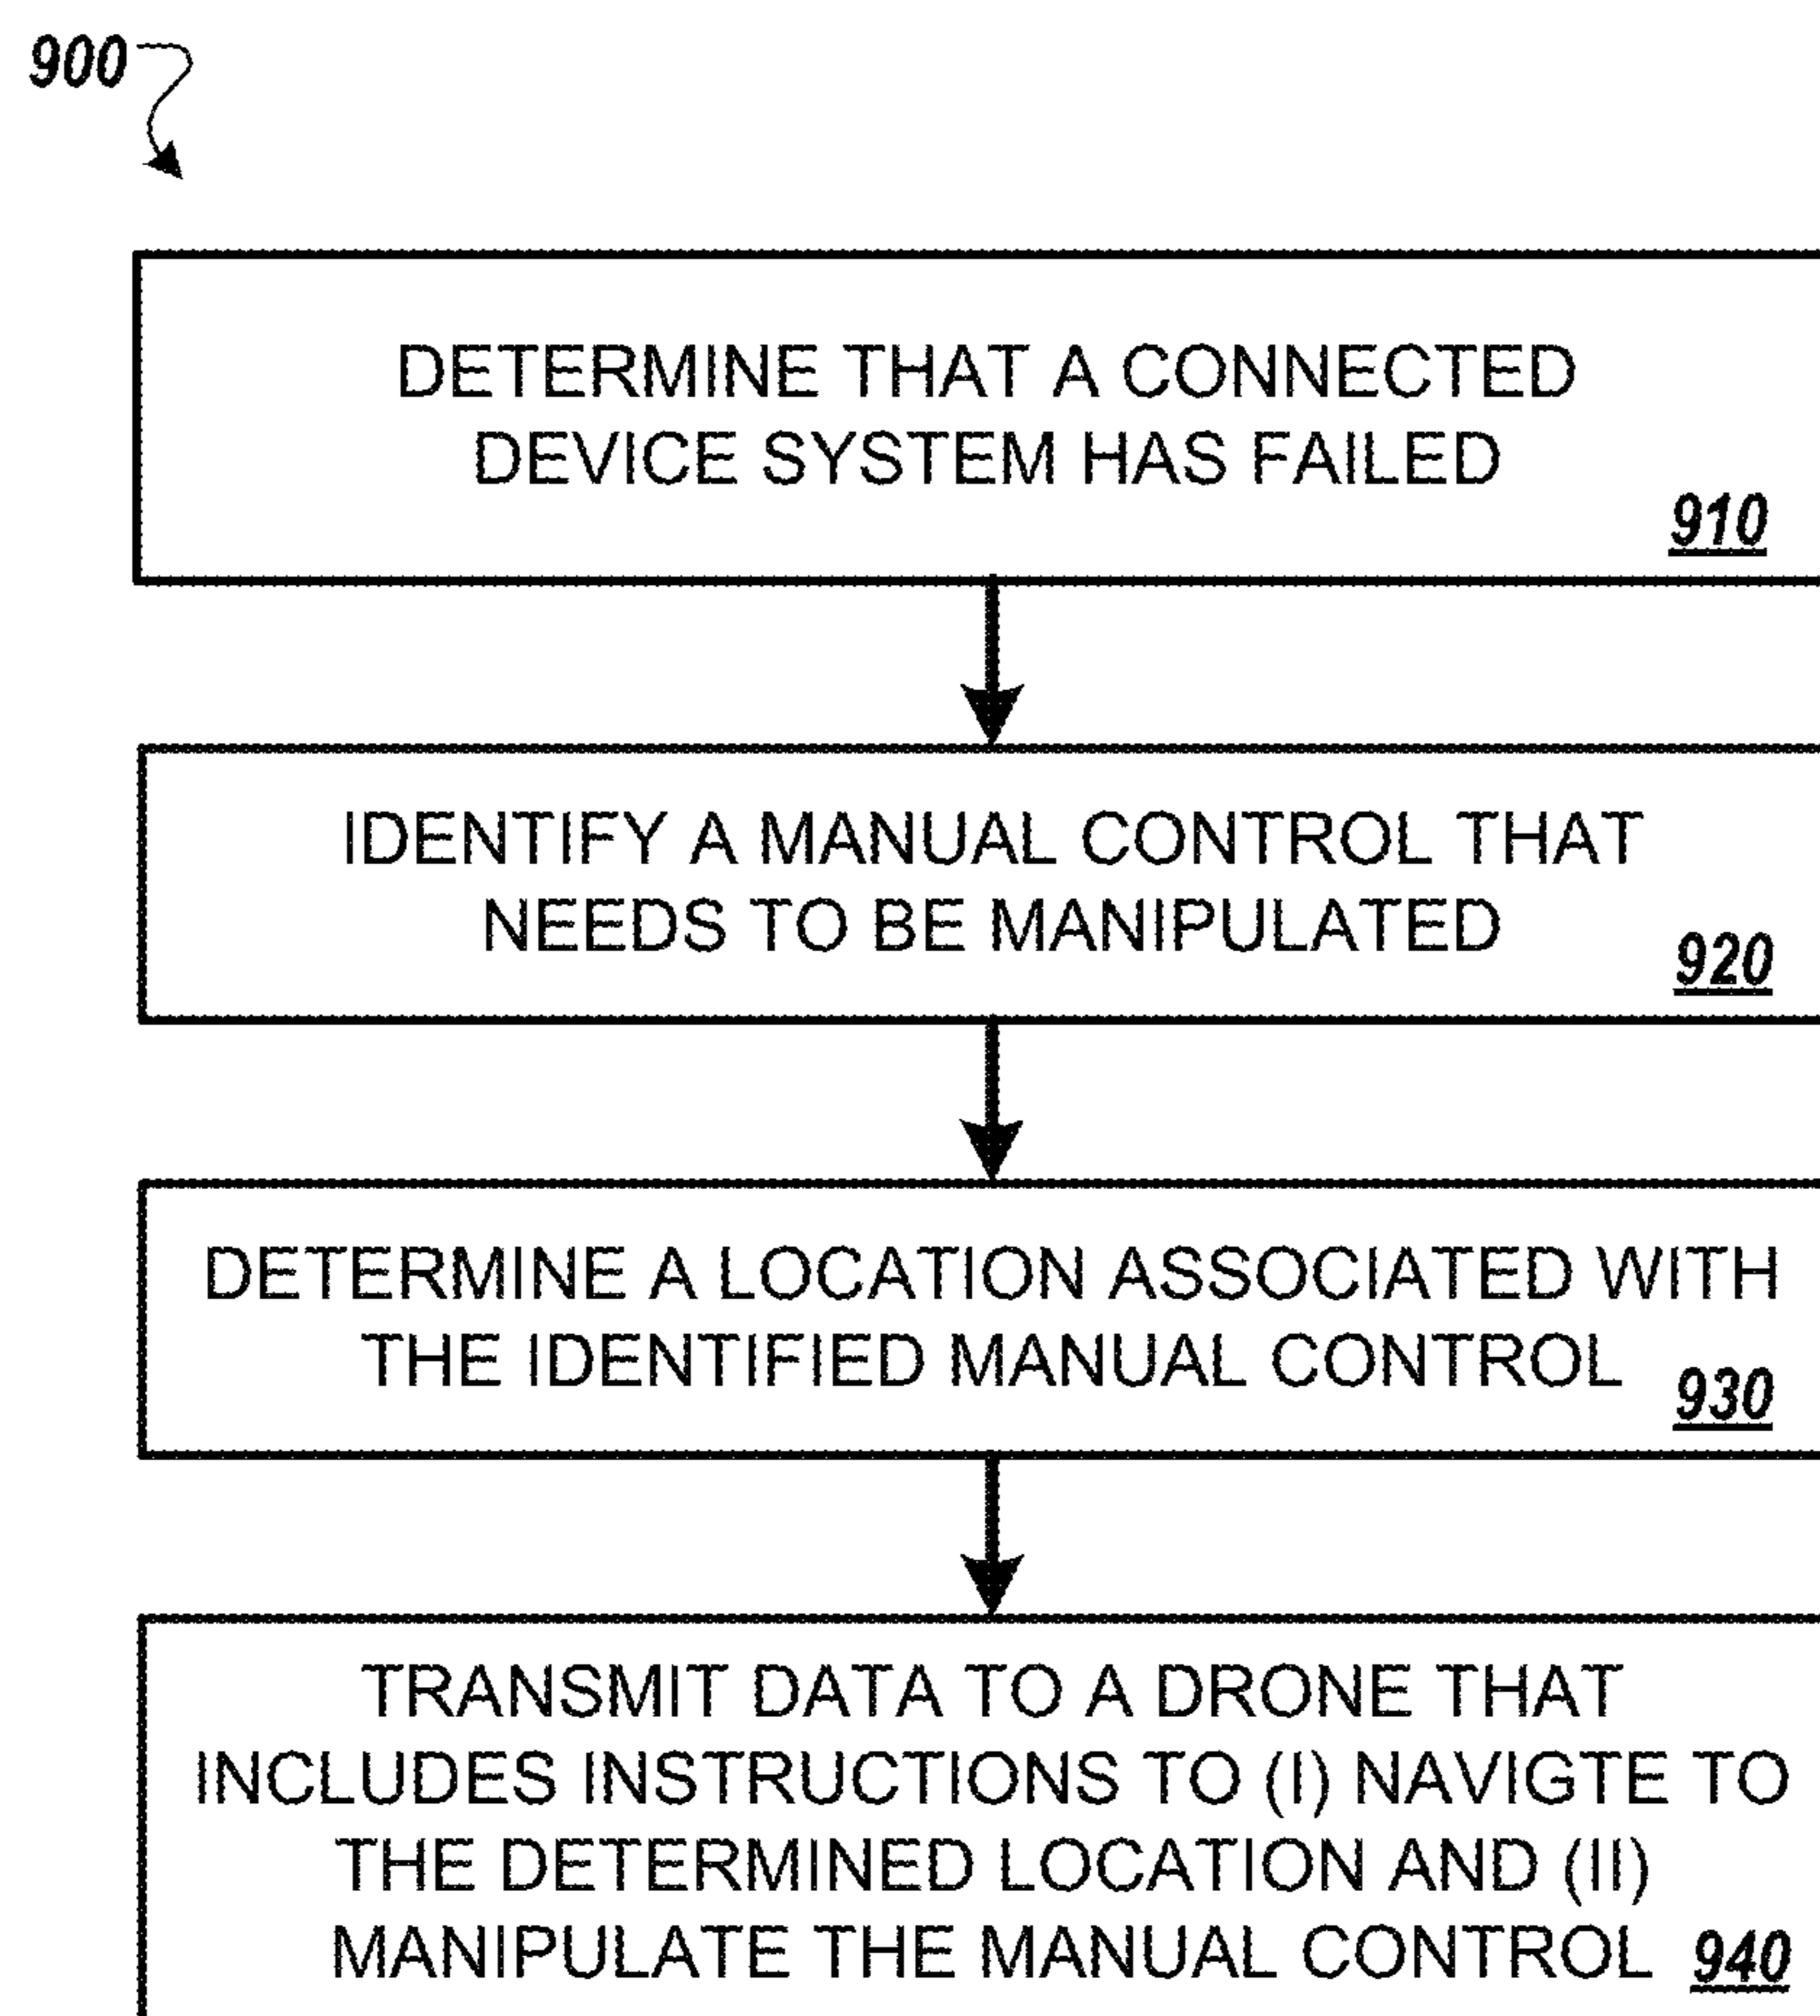 900
DETERMINE THAT A CONNECTED
DEVICE SYSTEM HAS FAILED
910
IDENTIFY A MANUAL CONTROL THAT
NEEDS TO BE MANIPULATED
920
DETERMINE A LOCATION ASSOCIATED WITH
THE IDENTIFIED MANUAL CONTROL
930
TRANSMIT DATA TO A DRONE THAT
INCLUDES INSTRUCTIONS TO (I) NAVIGTE TO
THE DETERMINED LOCATION AND (II)
MANIPULATE THE MANUAL CONTROL 940